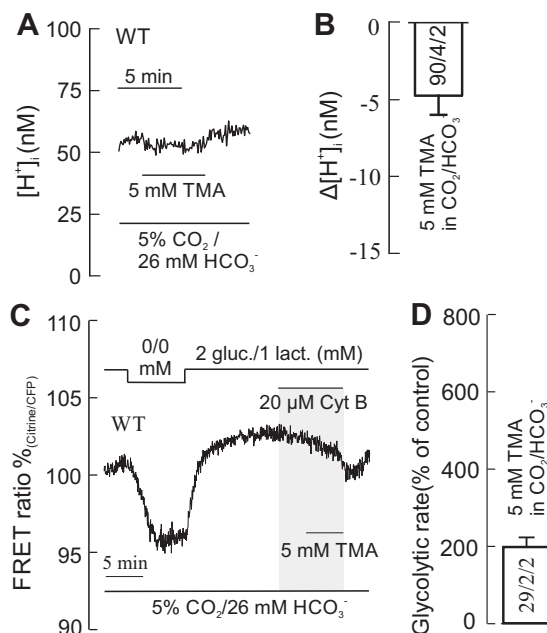 A
WT
100
75
50
25
0
[H⁺]ᵢ (nM)
5 min
5 mM TMA
5% CO₂ /
26 mM HCO₃⁻
B
0
-5
-10
-15
Δ[H⁺]ᵢ (nM)
90/4/2
5 mM TMA
in CO₂/HCO₃⁻
C
110
105
100
95
90
FRET ratio %(Citrine/CFP)
0/0
mM
2 gluc./1 lact. (mM)
WT
20 µM Cyt B
5 min
5 mM TMA
5% CO₂/26 mM HCO₃⁻
D
800
600
400
200
0
Glycolytic rate(% of control)
5 mM TMA
in CO₂/HCO₃⁻
29/2/2